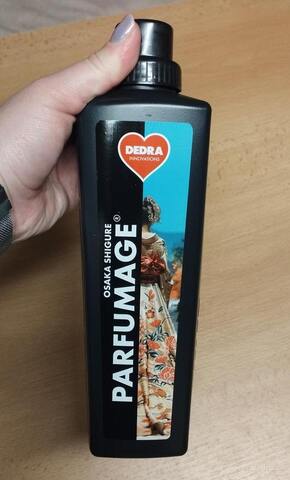 DEDRA
INNOVATIONS
OSAKA SHIGURE
PARFUMAGE®